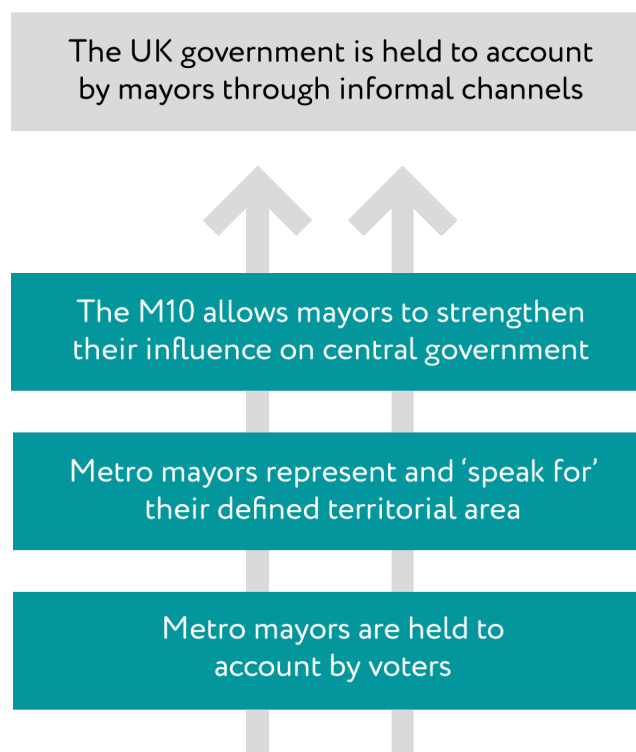 The UK government is held to account
by mayors through informal channels
The M10 allows mayors to strengthen
their influence on central government
Metro mayors represent and ‘speak for’
their defined territorial area
Metro mayors are held to
account by voters